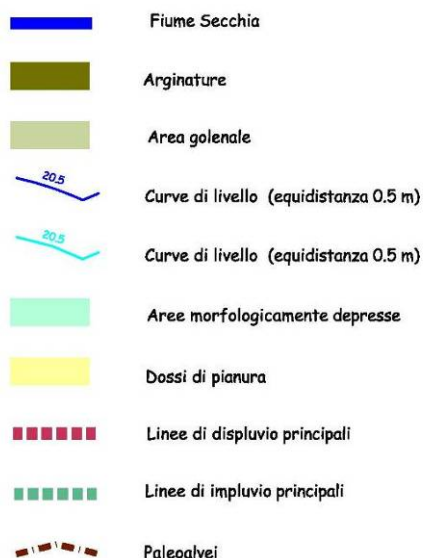 Fiume Secchia
Arginature
Area golenale
20.5
Curve di livello (equidistanza 0.5 m)
20.5
Curve di livello (equidistanza 0.5 m)
Aree morfologicamente depresse
Dossi di pianura
Linee di displuvio principali
Linee di impluvio principali
Paleoalvei